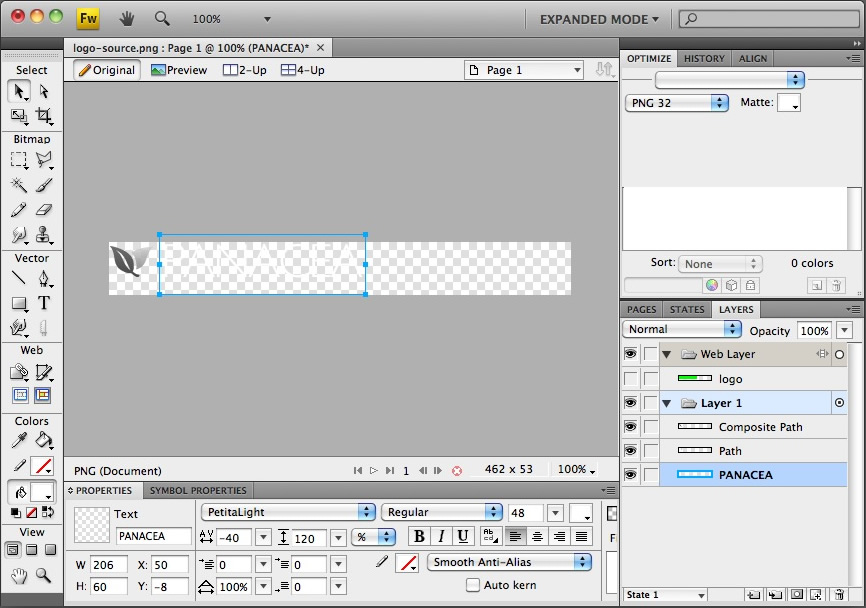 Fw 100% EXPANDED MODE
logo-source.png : Page 1 @ 100% (PANACEA)*
Original Preview 2-Up 4-Up Page 1
Select
Bitmap
Vector
T
Web
Colors
View
PANACEA
OPTIMIZE HISTORY ALIGN
PNG 32 Matte:
Sort: None 0 colors
PAGES STATES LAYERS
Normal Opacity 100%
Web Layer
logo
Layer 1
Composite Path
Path
PANACEA
State 1
PNG (Document) 1 462 x 53 100%
PROPERTIES SYMBOL PROPERTIES
Text PetitaLight Regular 48
PANACEA -40 120 % B I U
W 206 X: 50 0 0 Smooth Anti-Alias
H: 60 Y: -8 100% 0 Auto kern